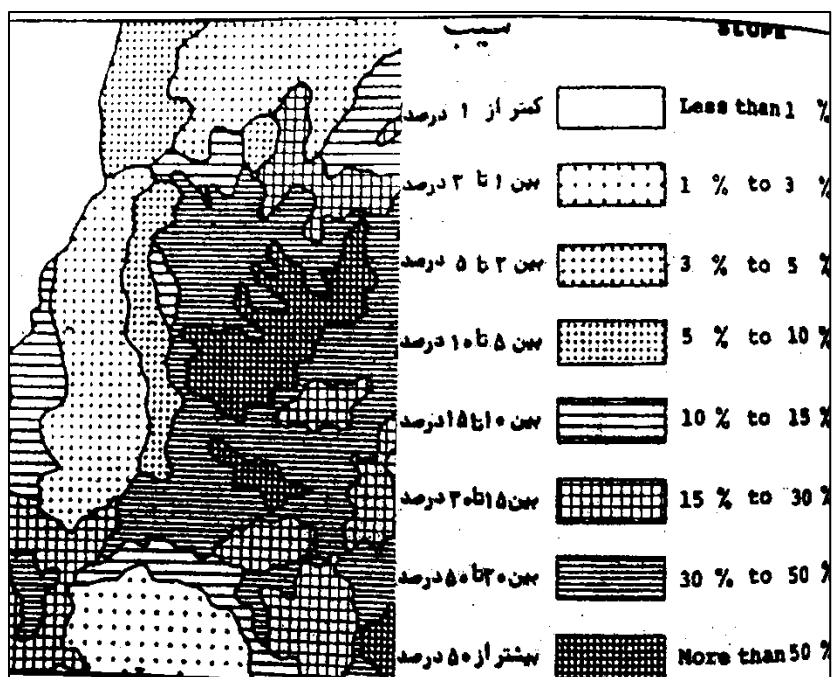 شیب SLOPE
کمتر از ۱ درصد Less than 1 %
بین ۱ تا ۳ درصد 1 % to 3 %
بین ۳ تا ۵ درصد 3 % to 5 %
بین ۵ تا ۱۰ درصد 5 % to 10 %
بین ۱۰ تا ۱۵ درصد 10 % to 15 %
بین ۱۵ تا ۳۰ درصد 15 % to 30 %
بین ۳۰ تا ۵۰ درصد 30 % to 50 %
بیشتر از ۵۰ درصد More than 50 %